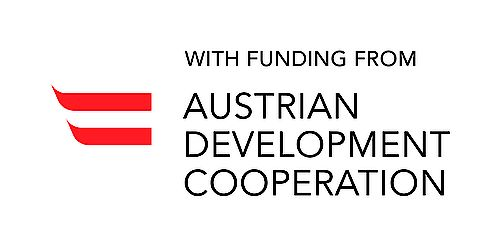 WITH FUNDING FROM
AUSTRIAN
DEVELOPMENT
COOPERATION